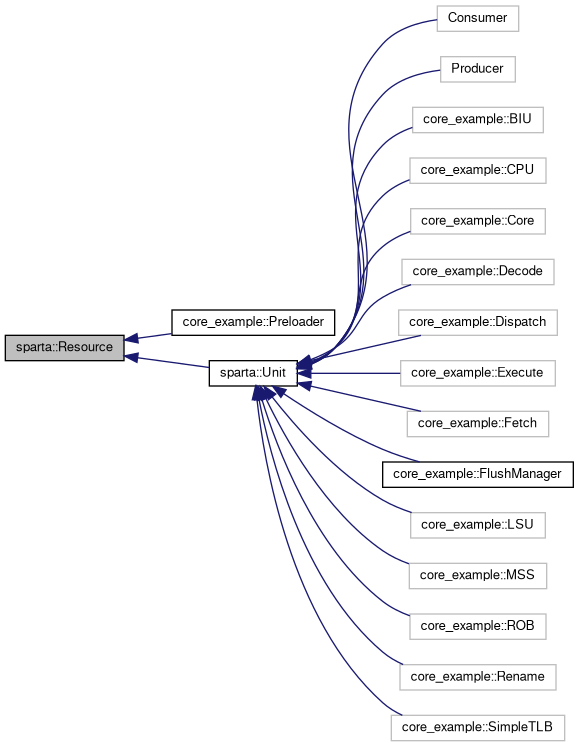 Consumer
Producer
core_example::BIU
core_example::CPU
core_example::Core
core_example::Decode
core_example::Dispatch
core_example::Preloader
sparta::Resource
sparta::Unit
core_example::Execute
core_example::Fetch
core_example::FlushManager
core_example::LSU
core_example::MSS
core_example::ROB
core_example::Rename
core_example::SimpleTLB